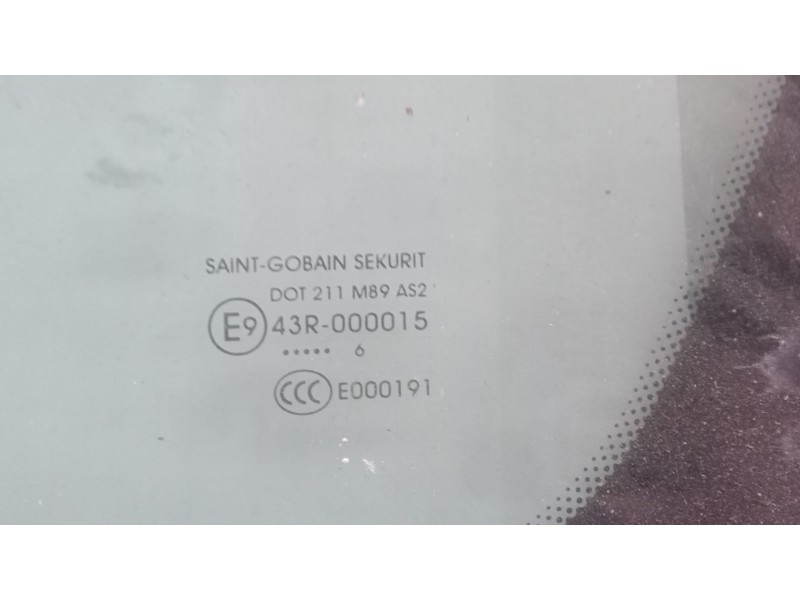 SAINT-GOBAIN SEKURIT
DOT 211 M89 AS2
E9 43R-000015
..... 6
CCC E000191